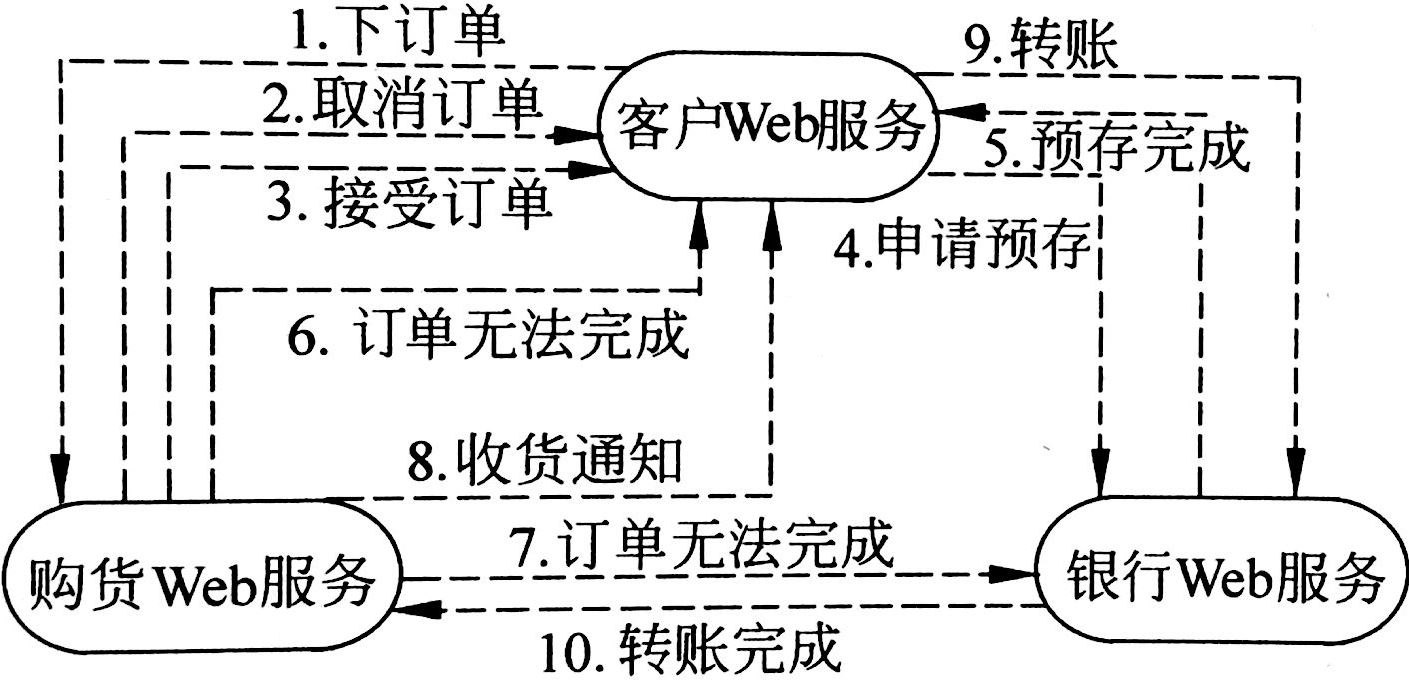 1.下订单
9.转账
2.取消订单
客户Web服务
5.预存完成
3.接受订单
4.申请预存
6. 订单无法完成
8.收货通知
7.订单无法完成
购货Web服务
银行Web服务
10.转账完成